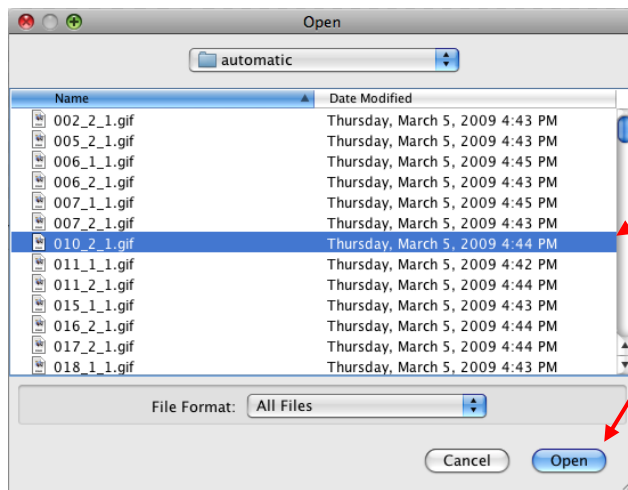 Open
automatic
Name Date Modified
002_2_1.gif Thursday, March 5, 2009 4:43 PM
005_2_1.gif Thursday, March 5, 2009 4:43 PM
006_1_1.gif Thursday, March 5, 2009 4:45 PM
006_2_1.gif Thursday, March 5, 2009 4:43 PM
007_1_1.gif Thursday, March 5, 2009 4:45 PM
007_2_1.gif Thursday, March 5, 2009 4:43 PM
010_2_1.gif Thursday, March 5, 2009 4:44 PM
011_1_1.gif Thursday, March 5, 2009 4:42 PM
011_2_1.gif Thursday, March 5, 2009 4:44 PM
015_1_1.gif Thursday, March 5, 2009 4:43 PM
016_2_1.gif Thursday, March 5, 2009 4:44 PM
017_2_1.gif Thursday, March 5, 2009 4:44 PM
018_1_1.gif Thursday, March 5, 2009 4:43 PM
File Format: All Files
Cancel Open